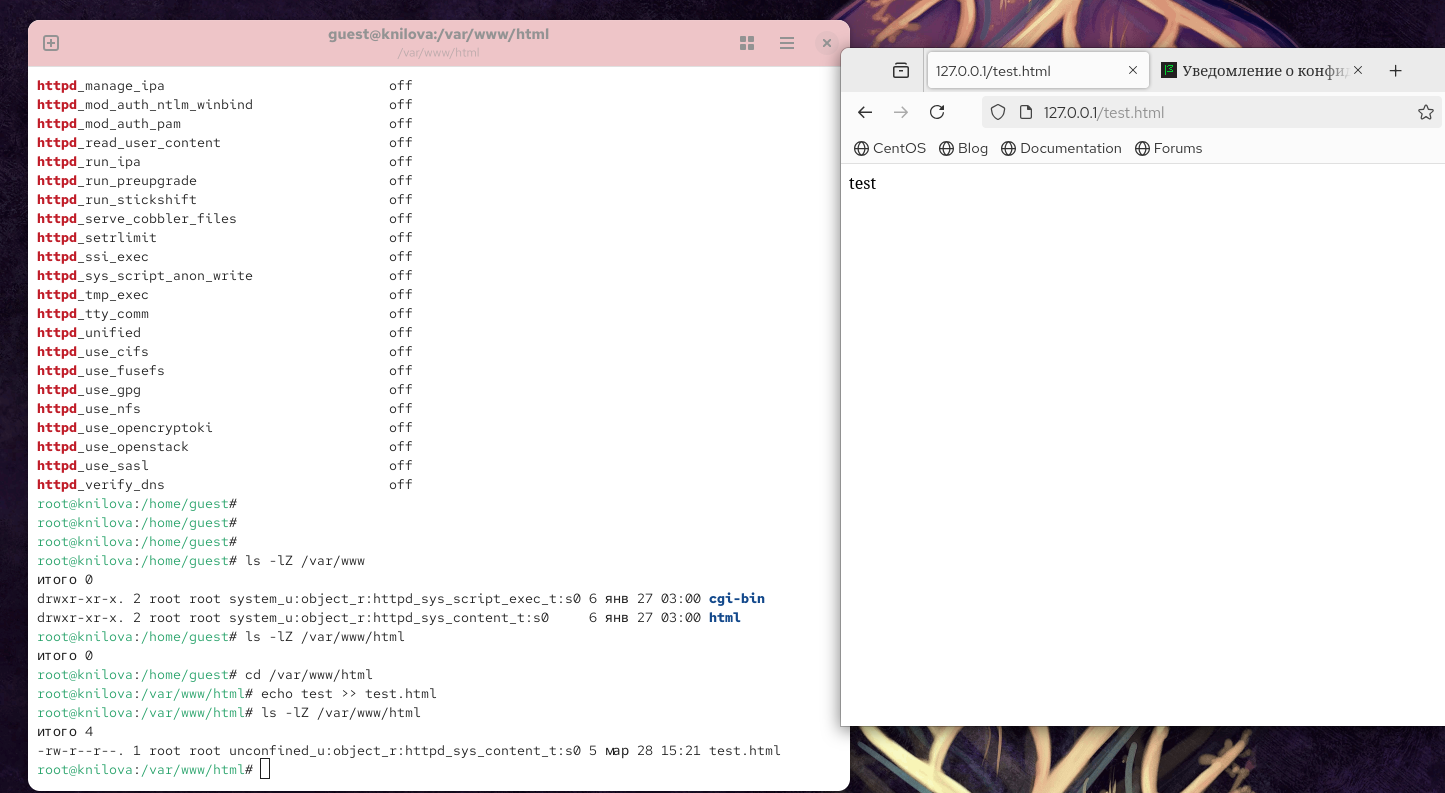 guest@knilova:/var/www/html
/var/www/html
httpd_manage_ipa off
httpd_mod_auth_ntlm_winbind off
httpd_mod_auth_pam off
httpd_read_user_content off
httpd_run_ipa off
httpd_run_preupgrade off
httpd_run_stickshift off
httpd_serve_cobbler_files off
httpd_setrlimit off
httpd_ssi_exec off
httpd_sys_script_anon_write off
httpd_tmp_exec off
httpd_tty_comm off
httpd_unified off
httpd_use_cifs off
httpd_use_fusefs off
httpd_use_gpg off
httpd_use_nfs off
httpd_use_opencryptoki off
httpd_use_openstack off
httpd_use_sasl off
httpd_verify_dns off
root@knilova:/home/guest#
root@knilova:/home/guest#
root@knilova:/home/guest#
root@knilova:/home/guest# ls -lZ /var/www
итого 0
drwxr-xr-x. 2 root root system_u:object_r:httpd_sys_script_exec_t:s0 6 янв 27 03:00 cgi-bin
drwxr-xr-x. 2 root root system_u:object_r:httpd_sys_content_t:s0 6 янв 27 03:00 html
root@knilova:/home/guest# ls -lZ /var/www/html
итого 0
root@knilova:/home/guest# cd /var/www/html
root@knilova:/var/www/html# echo test >> test.html
root@knilova:/var/www/html# ls -lZ /var/www/html
итого 4
-rw-r--r--. 1 root root unconfined_u:object_r:httpd_sys_content_t:s0 5 мар 28 15:21 test.html
root@knilova:/var/www/html#
127.0.0.1/test.html
Уведомление о конфи
127.0.0.1/test.html
CentOS Blog Documentation Forums
test